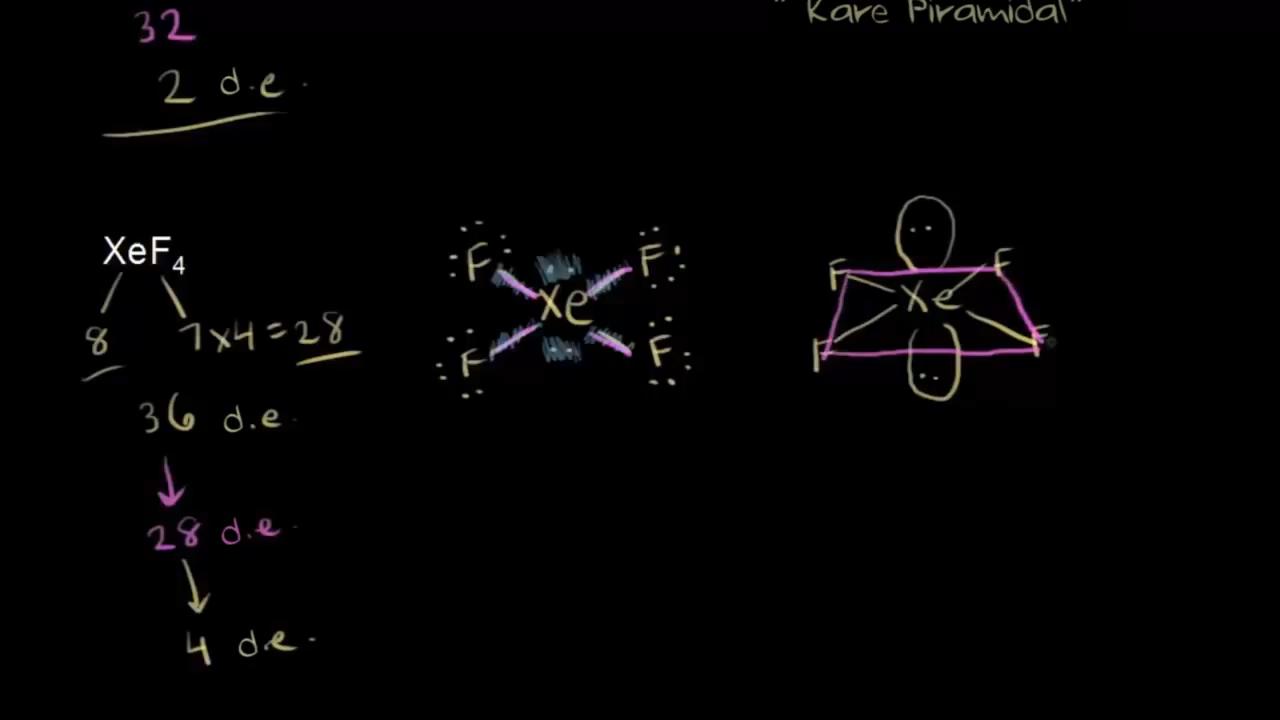 32
2 d.e.
"Kare Piramidal"
XeF₄
8 7x4=28
36 d.e.
28 d.e.
4 d.e.
F F
Xe
F F
F F
Xe
F F